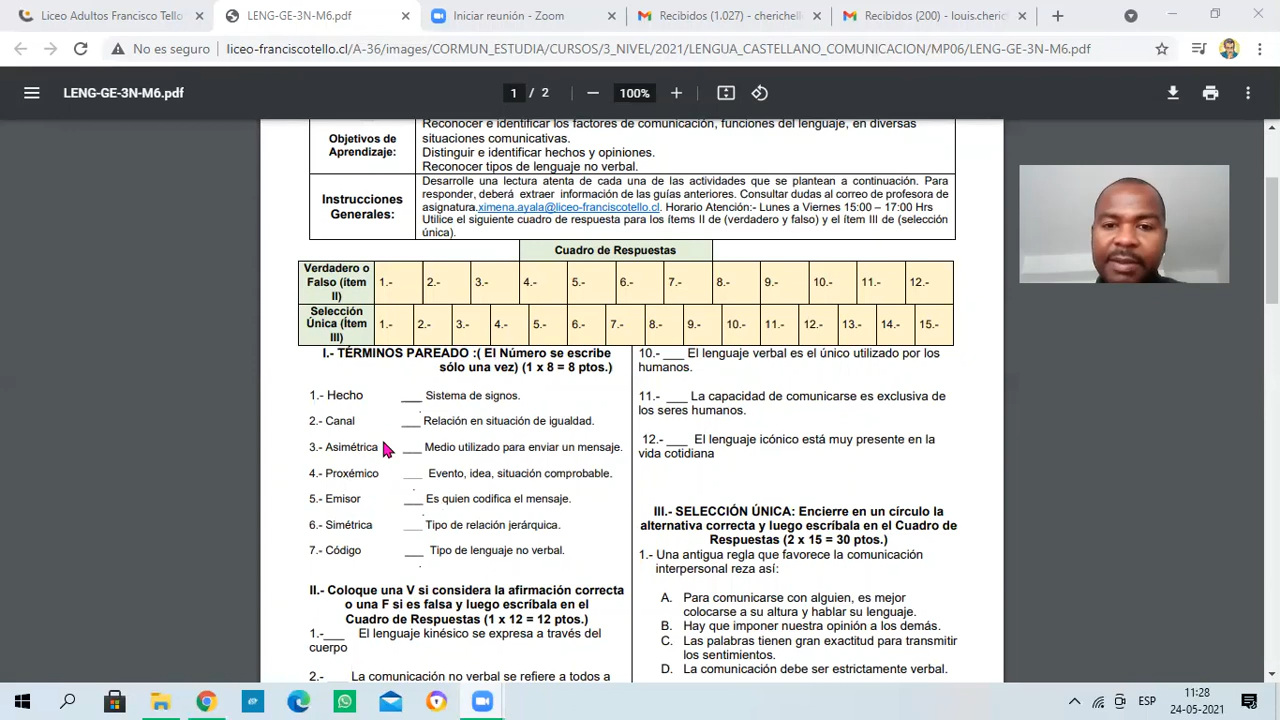 Liceo Adultos Francisco Tello
LENG-GE-3N-M6.pdf
Iniciar reunión - Zoom
Recibidos (1.027) - cherichelle
Recibidos (200) - louis.cheric
No es seguro
liceo-franciscotello.cl/A-36/images/CORMUN_ESTUDIA/CURSOS/3_NIVEL/2021/LENGUA_CASTELLANO_COMUNICACION/MP06/LENG-GE-3N-M6.pdf
LENG-GE-3N-M6.pdf
1 / 2
100%
Objetivos de
Aprendizaje:
Reconocer e identificar los factores de comunicación, funciones del lenguaje, en diversas
situaciones comunicativas.
Distinguir e identificar hechos y opiniones.
Reconocer tipos de lenguaje no verbal.
Instrucciones
Generales:
Desarrolle una lectura atenta de cada una de las actividades que se plantean a continuación. Para
responder, deberá extraer información de las guías anteriores. Consultar dudas al correo de profesora de
asignatura.ximena.ayala@liceo-franciscotello.cl. Horario Atención:- Lunes a Viernes 15:00 – 17:00 Hrs
Utilice el siguiente cuadro de respuesta para los ítems II de (verdadero y falso) y el ítem III de (selección
única).
Cuadro de Respuestas
Verdadero o
Falso (ítem
II)
1.- 2.- 3.- 4.- 5.- 6.- 7.- 8.- 9.- 10.- 11.- 12.-
Selección
Única (Ítem
III)
1.- 2.- 3.- 4.- 5.- 6.- 7.- 8.- 9.- 10.- 11.- 12.- 13.- 14.- 15.-
I.- TÉRMINOS PAREADO :( El Número se escribe
sólo una vez) (1 x 8 = 8 ptos.)
1.- Hecho ___ Sistema de signos.
2.- Canal ___ Relación en situación de igualdad.
3.- Asimétrica ___ Medio utilizado para enviar un mensaje.
4.- Proxémico ___ Evento, idea, situación comprobable.
5.- Emisor ___ Es quien codifica el mensaje.
6.- Simétrica ___ Tipo de relación jerárquica.
7.- Código ___ Tipo de lenguaje no verbal.
II.- Coloque una V si considera la afirmación correcta
o una F si es falsa y luego escríbala en el
Cuadro de Respuestas (1 x 12 = 12 ptos.)
1.-___ El lenguaje kinésico se expresa a través del
cuerpo
2.- ___ La comunicación no verbal se refiere a todos a
10.- ___ El lenguaje verbal es el único utilizado por los
humanos.
11.- ___ La capacidad de comunicarse es exclusiva de
los seres humanos.
12.- ___ El lenguaje icónico está muy presente en la
vida cotidiana
III.- SELECCIÓN ÚNICA: Encierre en un círculo la
alternativa correcta y luego escríbala en el Cuadro de
Respuestas (2 x 15 = 30 ptos.)
1.- Una antigua regla que favorece la comunicación
interpersonal reza así:
A. Para comunicarse con alguien, es mejor
colocarse a su altura y hablar su lenguaje.
B. Hay que imponer nuestra opinión a los demás.
C. Las palabras tienen gran exactitud para transmitir
los sentimientos.
D. La comunicación debe ser estrictamente verbal.
ESP
11:28
24-05-2021